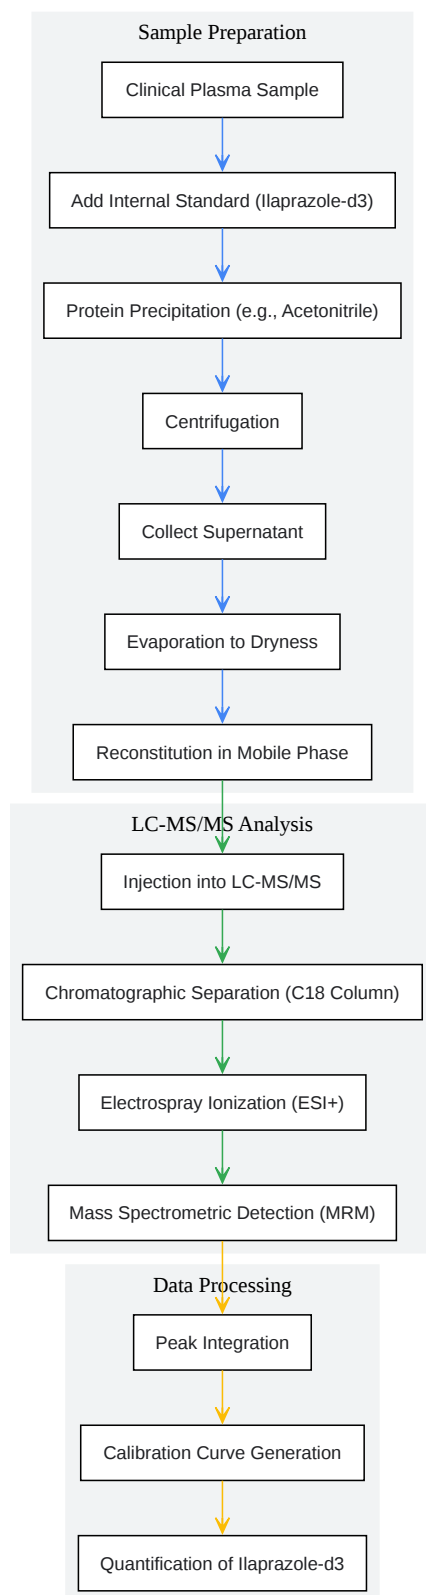 Sample Preparation
Clinical Plasma Sample
Add Internal Standard (Ilaprazole-d3)
Protein Precipitation (e.g., Acetonitrile)
Centrifugation
Collect Supernatant
Evaporation to Dryness
Reconstitution in Mobile Phase
LC-MS/MS Analysis
Injection into LC-MS/MS
Chromatographic Separation (C18 Column)
Electrospray Ionization (ESI+)
Mass Spectrometric Detection (MRM)
Data Processing
Peak Integration
Calibration Curve Generation
Quantification of Ilaprazole-d3